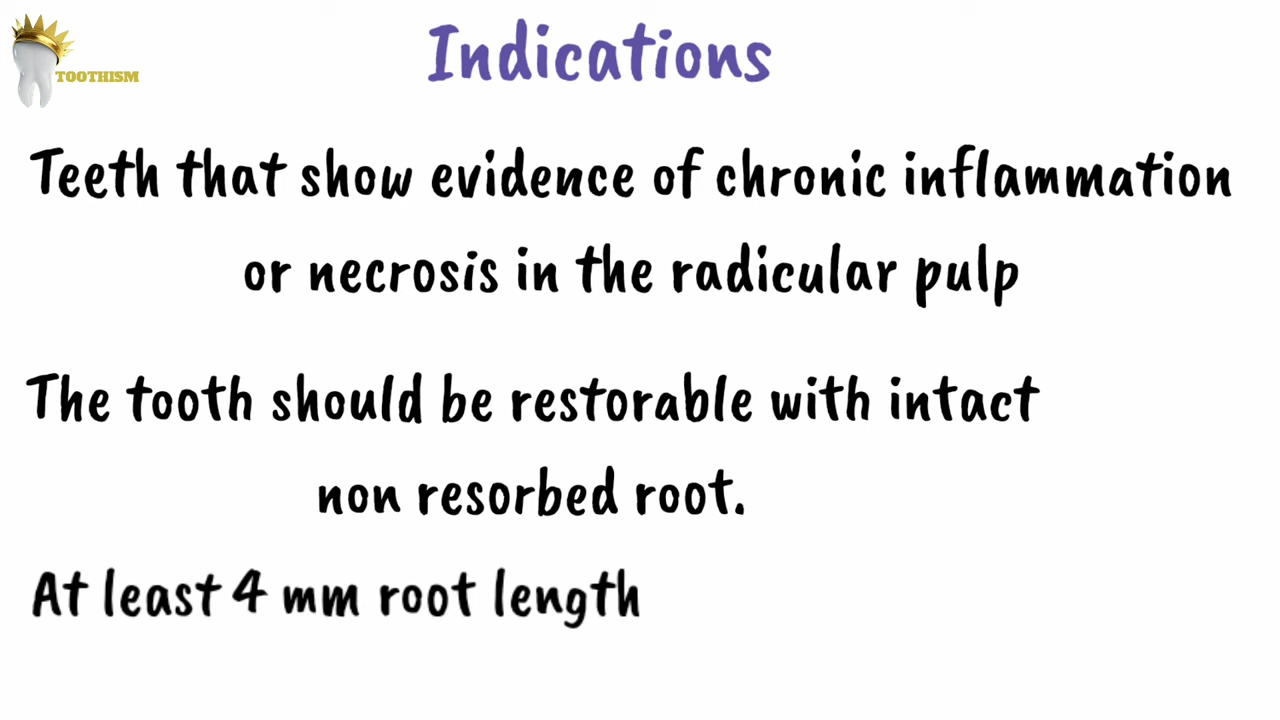 TOOTHISM
Indications
Teeth that show evidence of chronic inflammation
or necrosis in the radicular pulp
The tooth should be restorable with intact
non resorbed root.
At least 4 mm root length